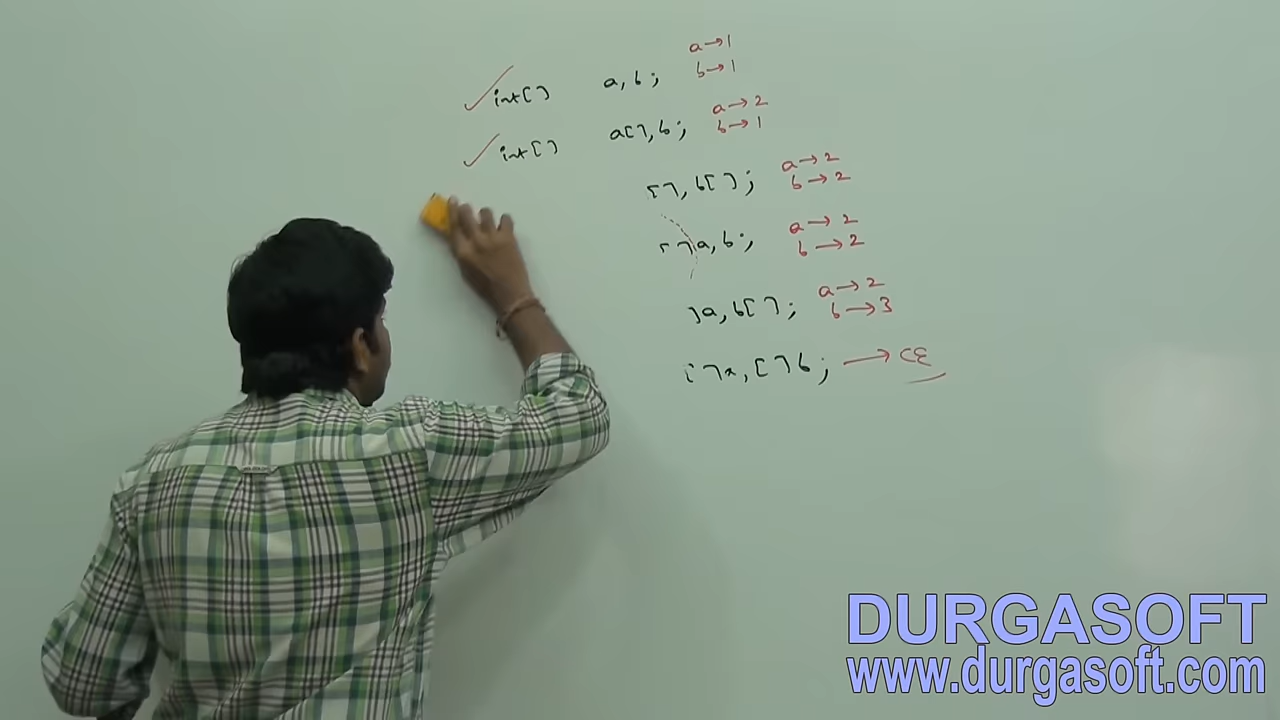 int[] a,b; a→1
b→1
int[] a[],b; a→2
b→1
[],b[]; a→2
b→2
[]a,b; a→2
b→2
]a,b[]; a→2
b→3
[]a,[]b; → CE
DURGASOFT
www.durgasoft.com